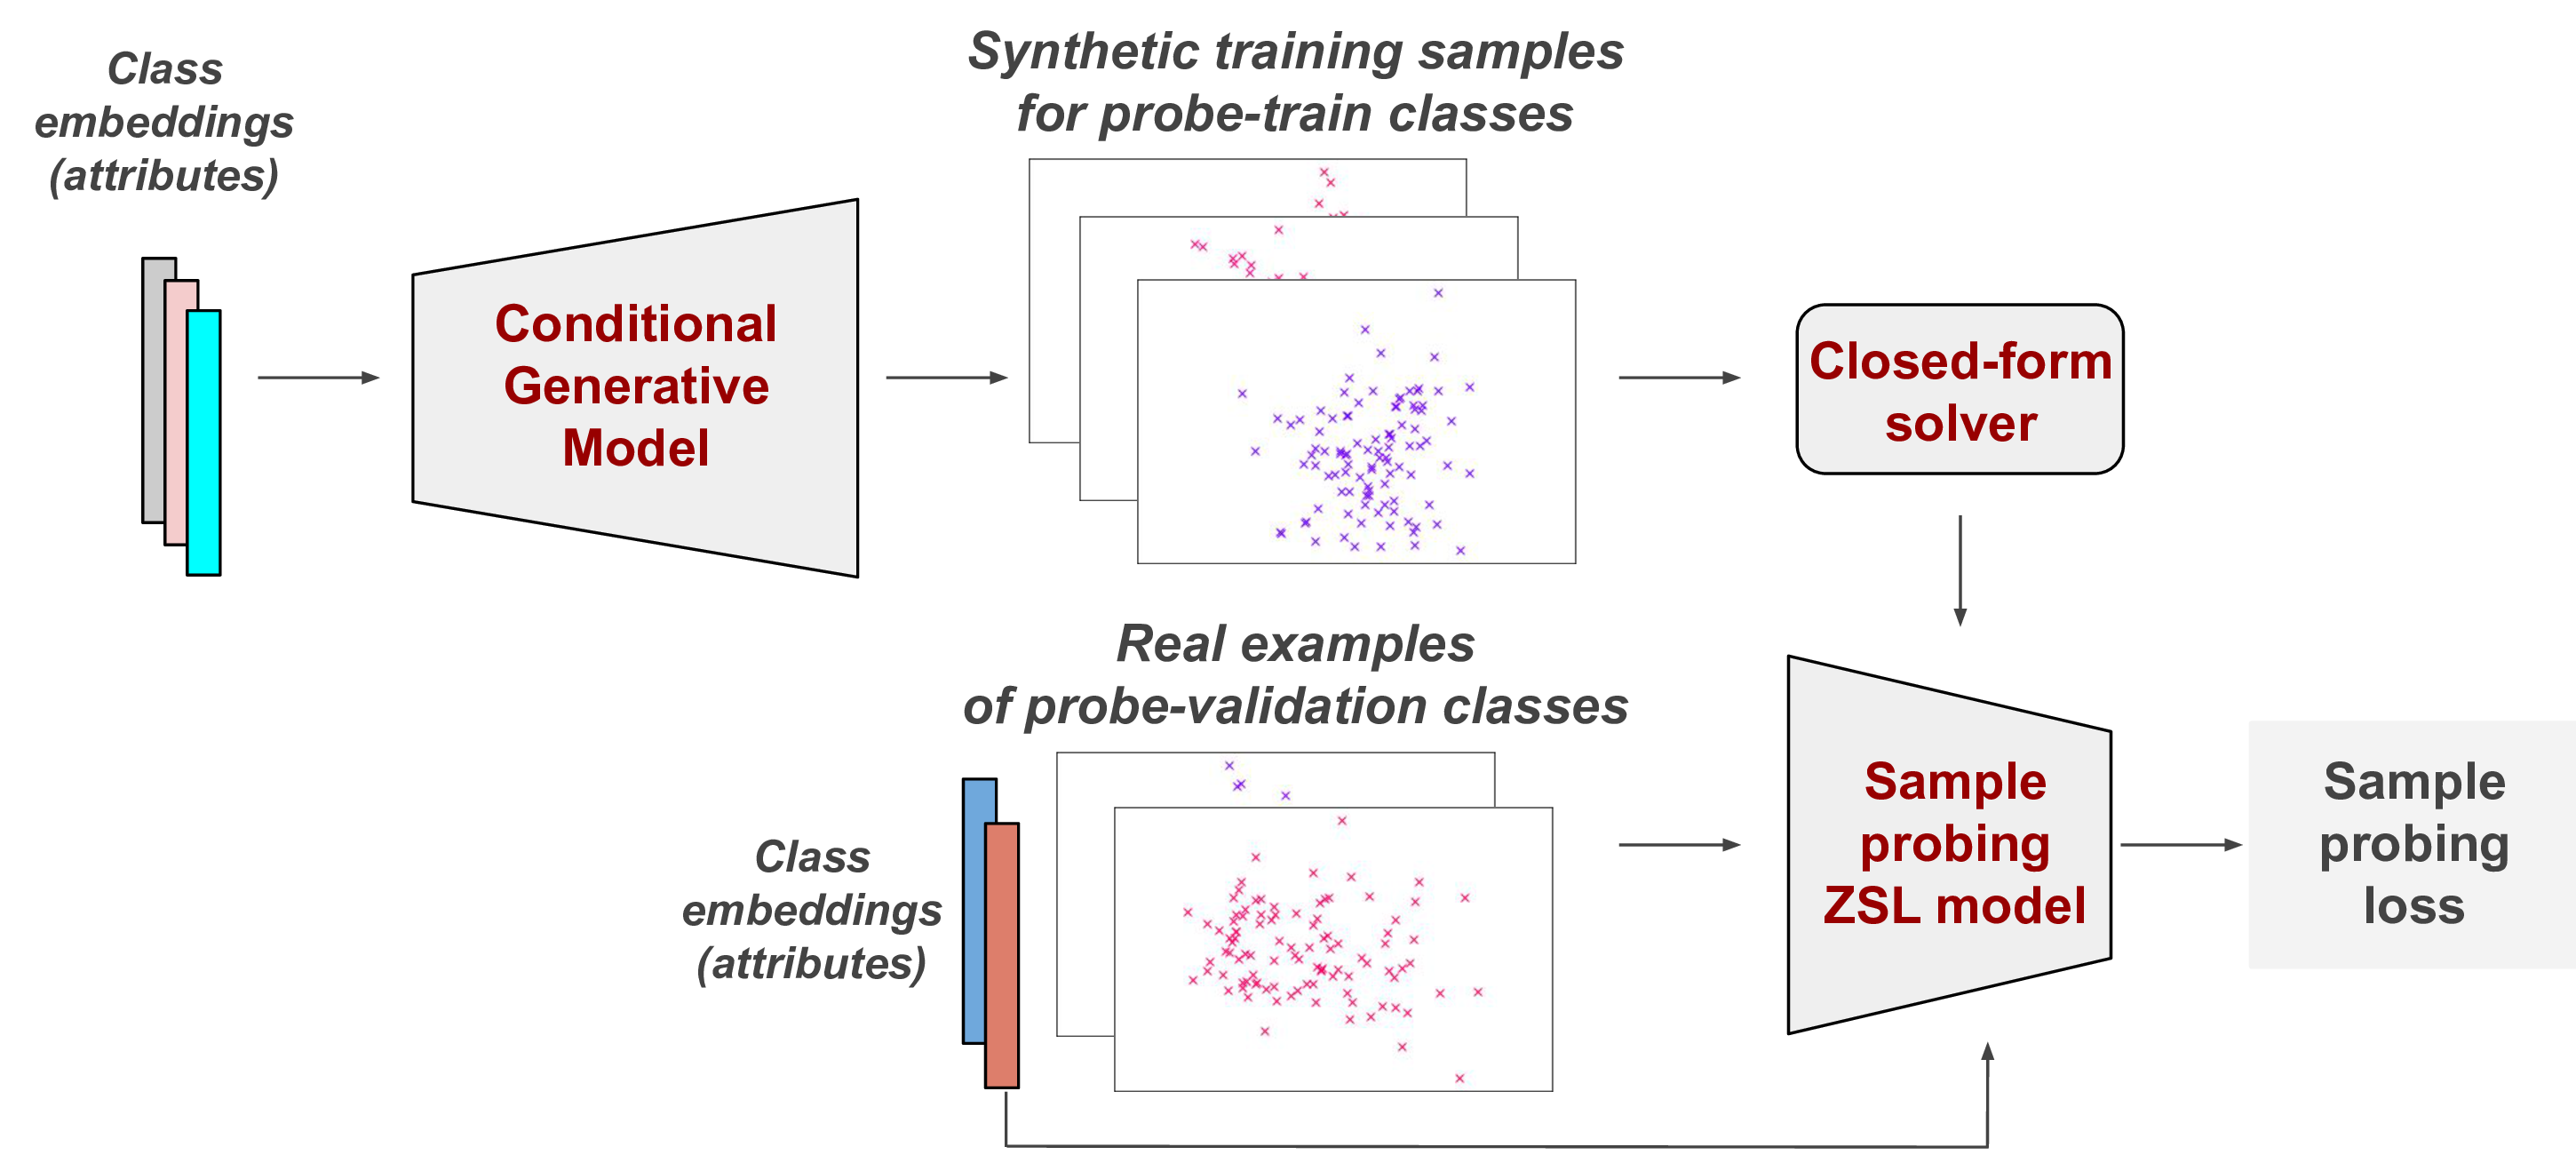 Class
embeddings
(attributes)
Conditional
Generative
Model
Synthetic training samples
for probe-train classes
Closed-form
solver
Real examples
of probe-validation classes
Class
embeddings
(attributes)
Sample
probing
ZSL model
Sample
probing
loss